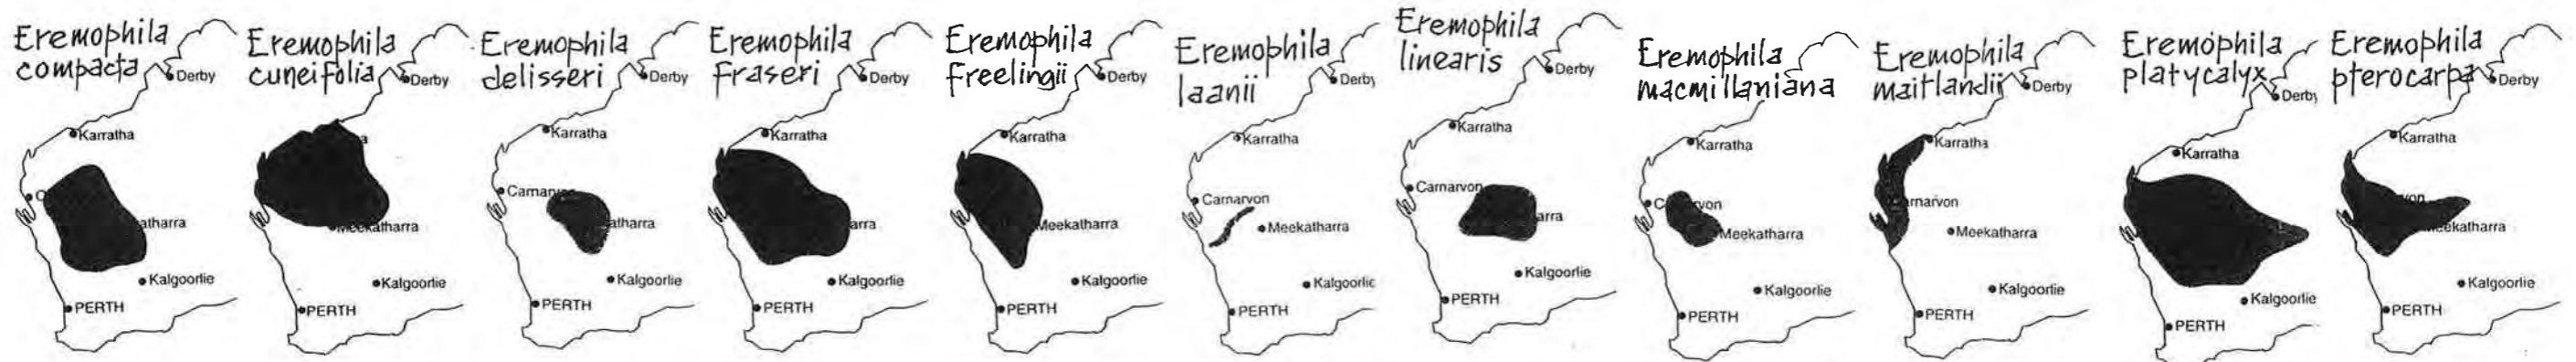 Eremophila
compacta
Derby
Karratha
atharra
Kalgoorlie
PERTH
Eremophila
cuneifolia
Derby
a
Meekatharra
Kalgoorlie
PERTH
Eremophila
delisseri
Derby
Karratha
Carnarvon
atharra
Kalgoorlie
PERTH
Eremophila
fraseri
Derby
Karratha
arra
Kalgoorlie
PERTH
Eremophila
freelingii
Derby
Karratha
Meekatharra
Kalgoorlie
PERTH
Eremophila
laanii
Derby
Karratha
Carnarvon
Meekatharra
Kalgoorlie
PERTH
Eremophila
linearis
Derby
Karratha
Carnarvon
arra
Kalgoorlie
PERTH
Eremophila
macmillaniana
Karratha
C von
Meekatharra
Kalgoorlie
PERTH
Eremophila
maitlandii
Derby
Karratha
arnarvon
Meekatharra
Kalgoorlie
PERTH
Eremophila
platycalyx
Derby
Karratha
Kalgoorlie
PERTH
Eremophila
pterocarpa
Derby
Karratha
von
eekatharra
Kalgoorlie
PERTH